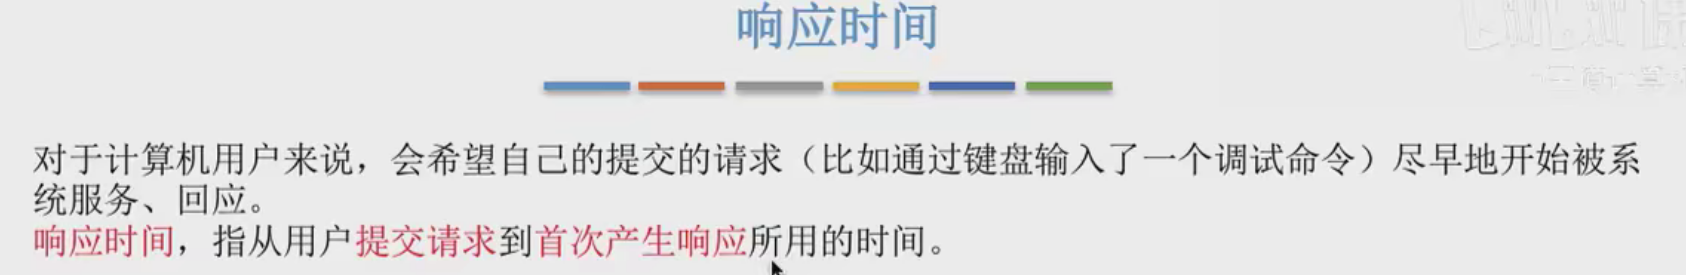 响应时间
对于计算机用户来说，会希望自己的提交的请求（比如通过键盘输入了一个调试命令）尽早地开始被系
统服务、回应。
响应时间，指从用户提交请求到首次产生响应所用的时间。